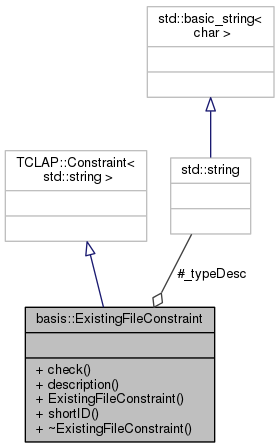 std::basic_string<
char >
TCLAP::Constraint<
std::string >
std::string
#_typeDesc
basis::ExistingFileConstraint
+ check()
+ description()
+ ExistingFileConstraint()
+ shortID()
+ ~ExistingFileConstraint()